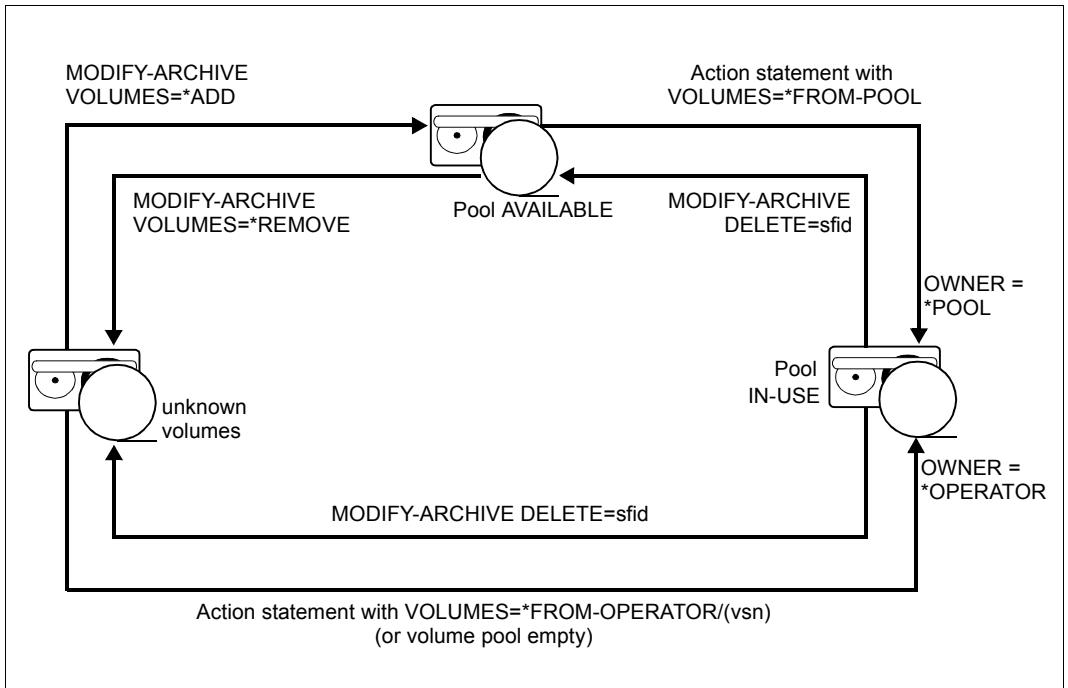 MODIFY-ARCHIVE
VOLUMES=*ADD
Action statement with
VOLUMES=*FROM-POOL
Pool AVAILABLE
MODIFY-ARCHIVE
VOLUMES=*REMOVE
MODIFY-ARCHIVE
DELETE=sfid
OWNER =
*POOL
Pool
IN-USE
unknown
volumes
OWNER =
*OPERATOR
MODIFY-ARCHIVE DELETE=sfid
Action statement with VOLUMES=*FROM-OPERATOR/(vsn)
(or volume pool empty)